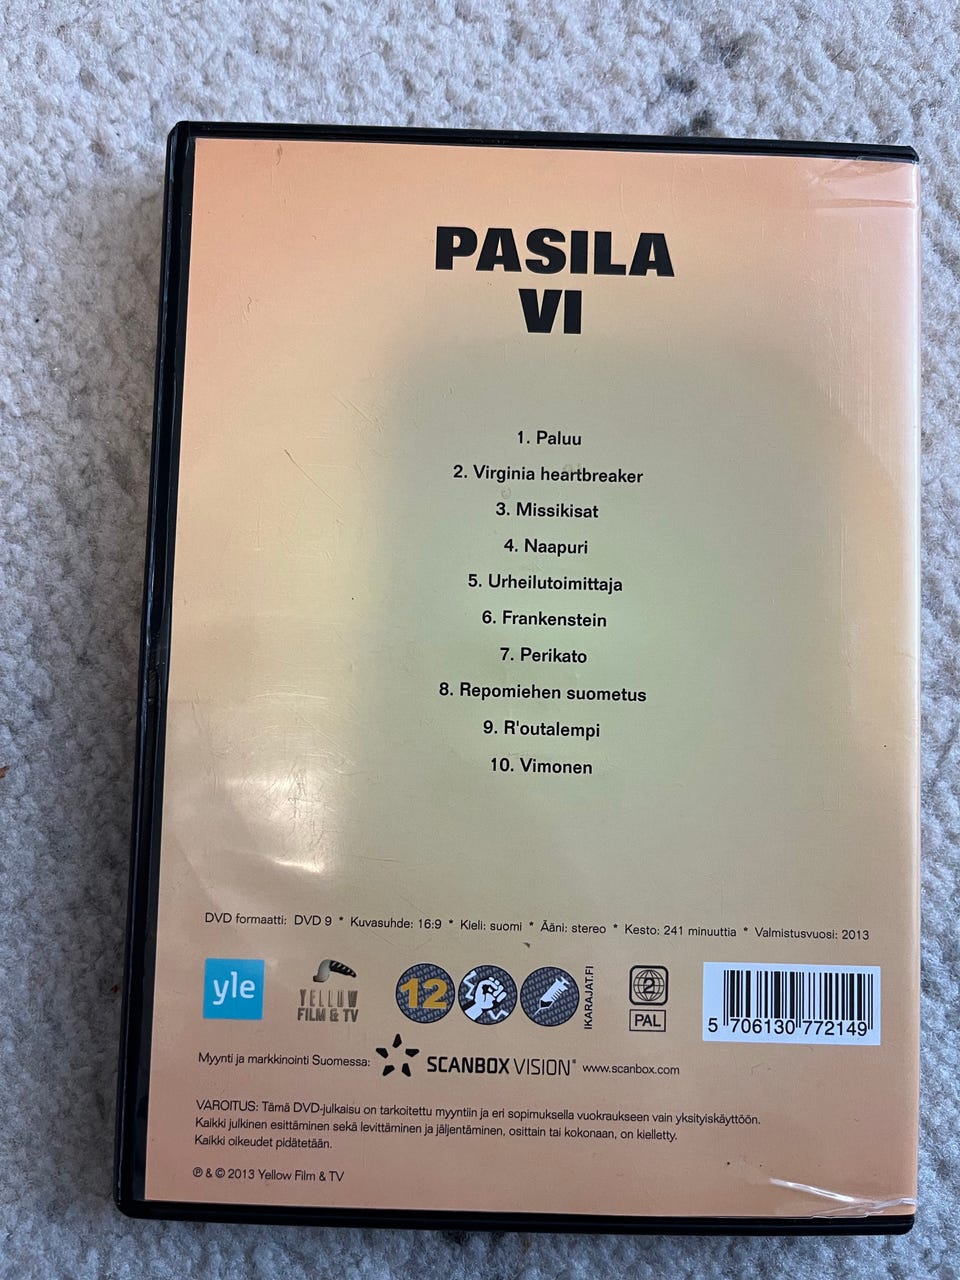 PASILA
VI
1. Paluu
2. Virginia heartbreaker
3. Missikisat
4. Naapuri
5. Urheilutoimittaja
6. Frankenstein
7. Perikato
8. Repomiehen suometus
9. R'outalempi
10. Vimonen
DVD formaatti: DVD 9 * Kuvasuhde: 16:9 * Kieli: suomi * Ääni: stereo * Kesto: 241 minuuttia * Valmistusvuosi: 2013
yle
YELLOW
FILM & TV
12
IKARAJAT.FI
2
PAL
5 706130 772149
Myynti ja markkinointi Suomessa: SCANBOX VISION® www.scanbox.com
VAROITUS: Tämä DVD-julkaisu on tarkoitettu myyntiin ja eri sopimuksella vuokraukseen vain yksityiskäyttöön.
Kaikki julkinen esittäminen sekä levittäminen ja jäljentäminen, osittain tai kokonaan, on kielletty.
Kaikki oikeudet pidätetään.
℗ & © 2013 Yellow Film & TV